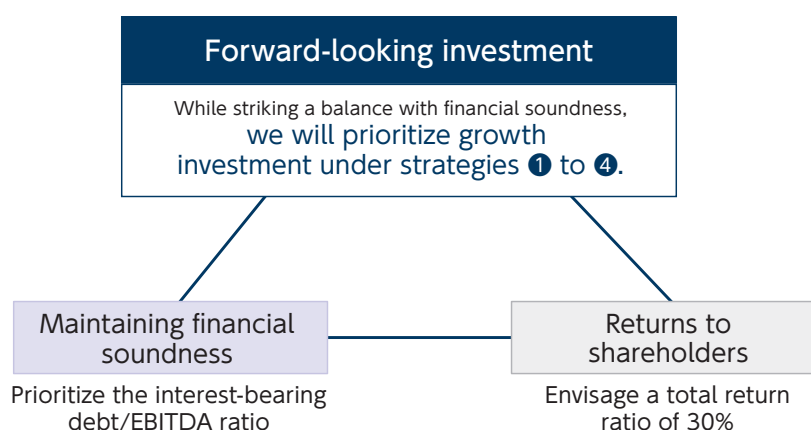 Forward-looking investment
While striking a balance with financial soundness,
we will prioritize growth
investment under strategies ❶ to ❹.
Maintaining financial
soundness
Prioritize the interest-bearing
debt/EBITDA ratio
Returns to
shareholders
Envisage a total return
ratio of 30%